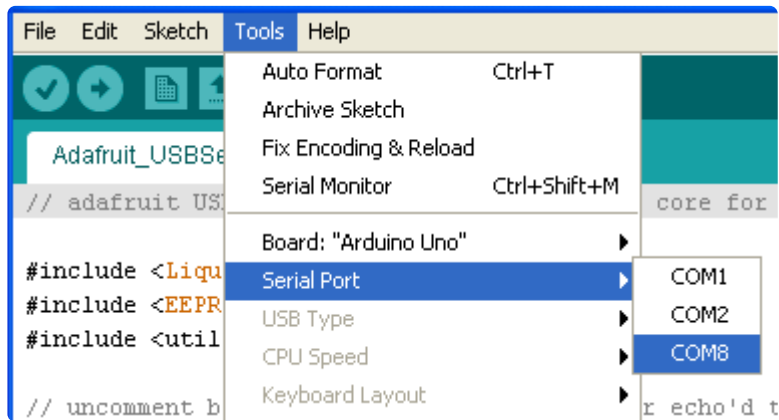 File Edit Sketch Tools Help
Auto Format Ctrl+T
Archive Sketch
Fix Encoding & Reload
Serial Monitor Ctrl+Shift+M
Board: "Arduino Uno"
Serial Port
USB Type
CPU Speed
Keyboard Layout
COM1
COM2
COM8
Adafruit_USBSe
// adafruit US core for
#include <Liqu
#include <EEPR
#include <util
// uncomment b r echo'd t